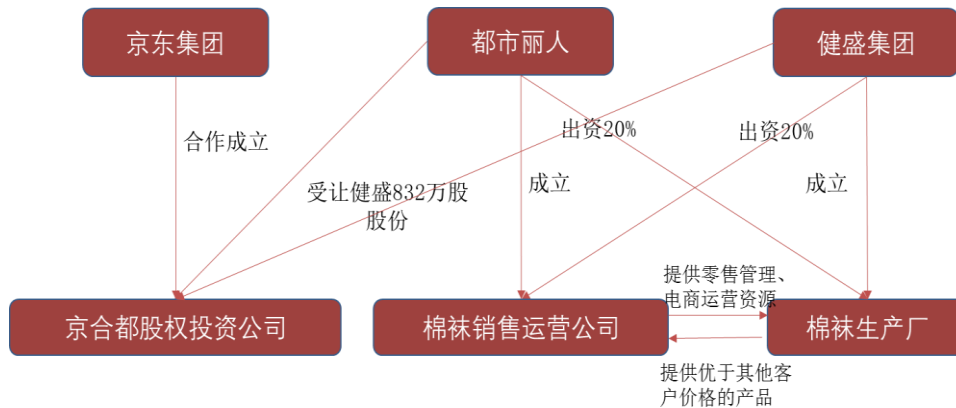 京东集团
都市丽人
健盛集团
合作成立
出资20%
出资20%
受让健盛832万股
股份
成立
成立
提供零售管理、
电商运营资源
京合都股权投资公司
棉袜销售运营公司
棉袜生产厂
提供优于其他客
户价格的产品